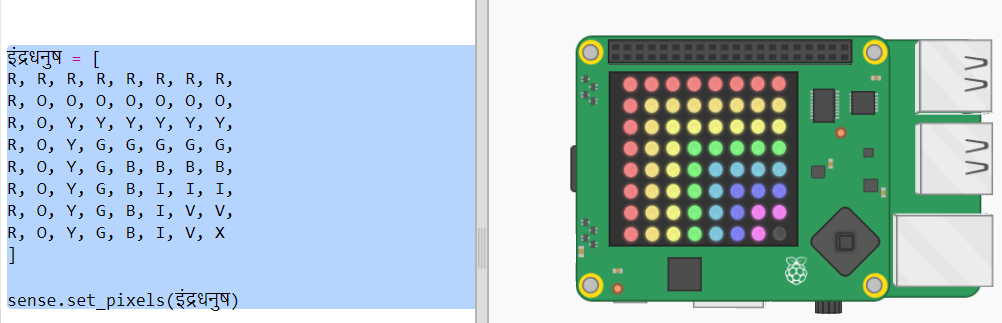 इंद्रधनुष = [
R, R, R, R, R, R, R, R,
R, O, O, O, O, O, O, O,
R, O, Y, Y, Y, Y, Y, Y,
R, O, Y, G, G, G, G, G,
R, O, Y, G, B, B, B, B,
R, O, Y, G, B, I, I, I,
R, O, Y, G, B, I, V, V,
R, O, Y, G, B, I, V, X
]
sense.set_pixels(इंद्रधनुष)